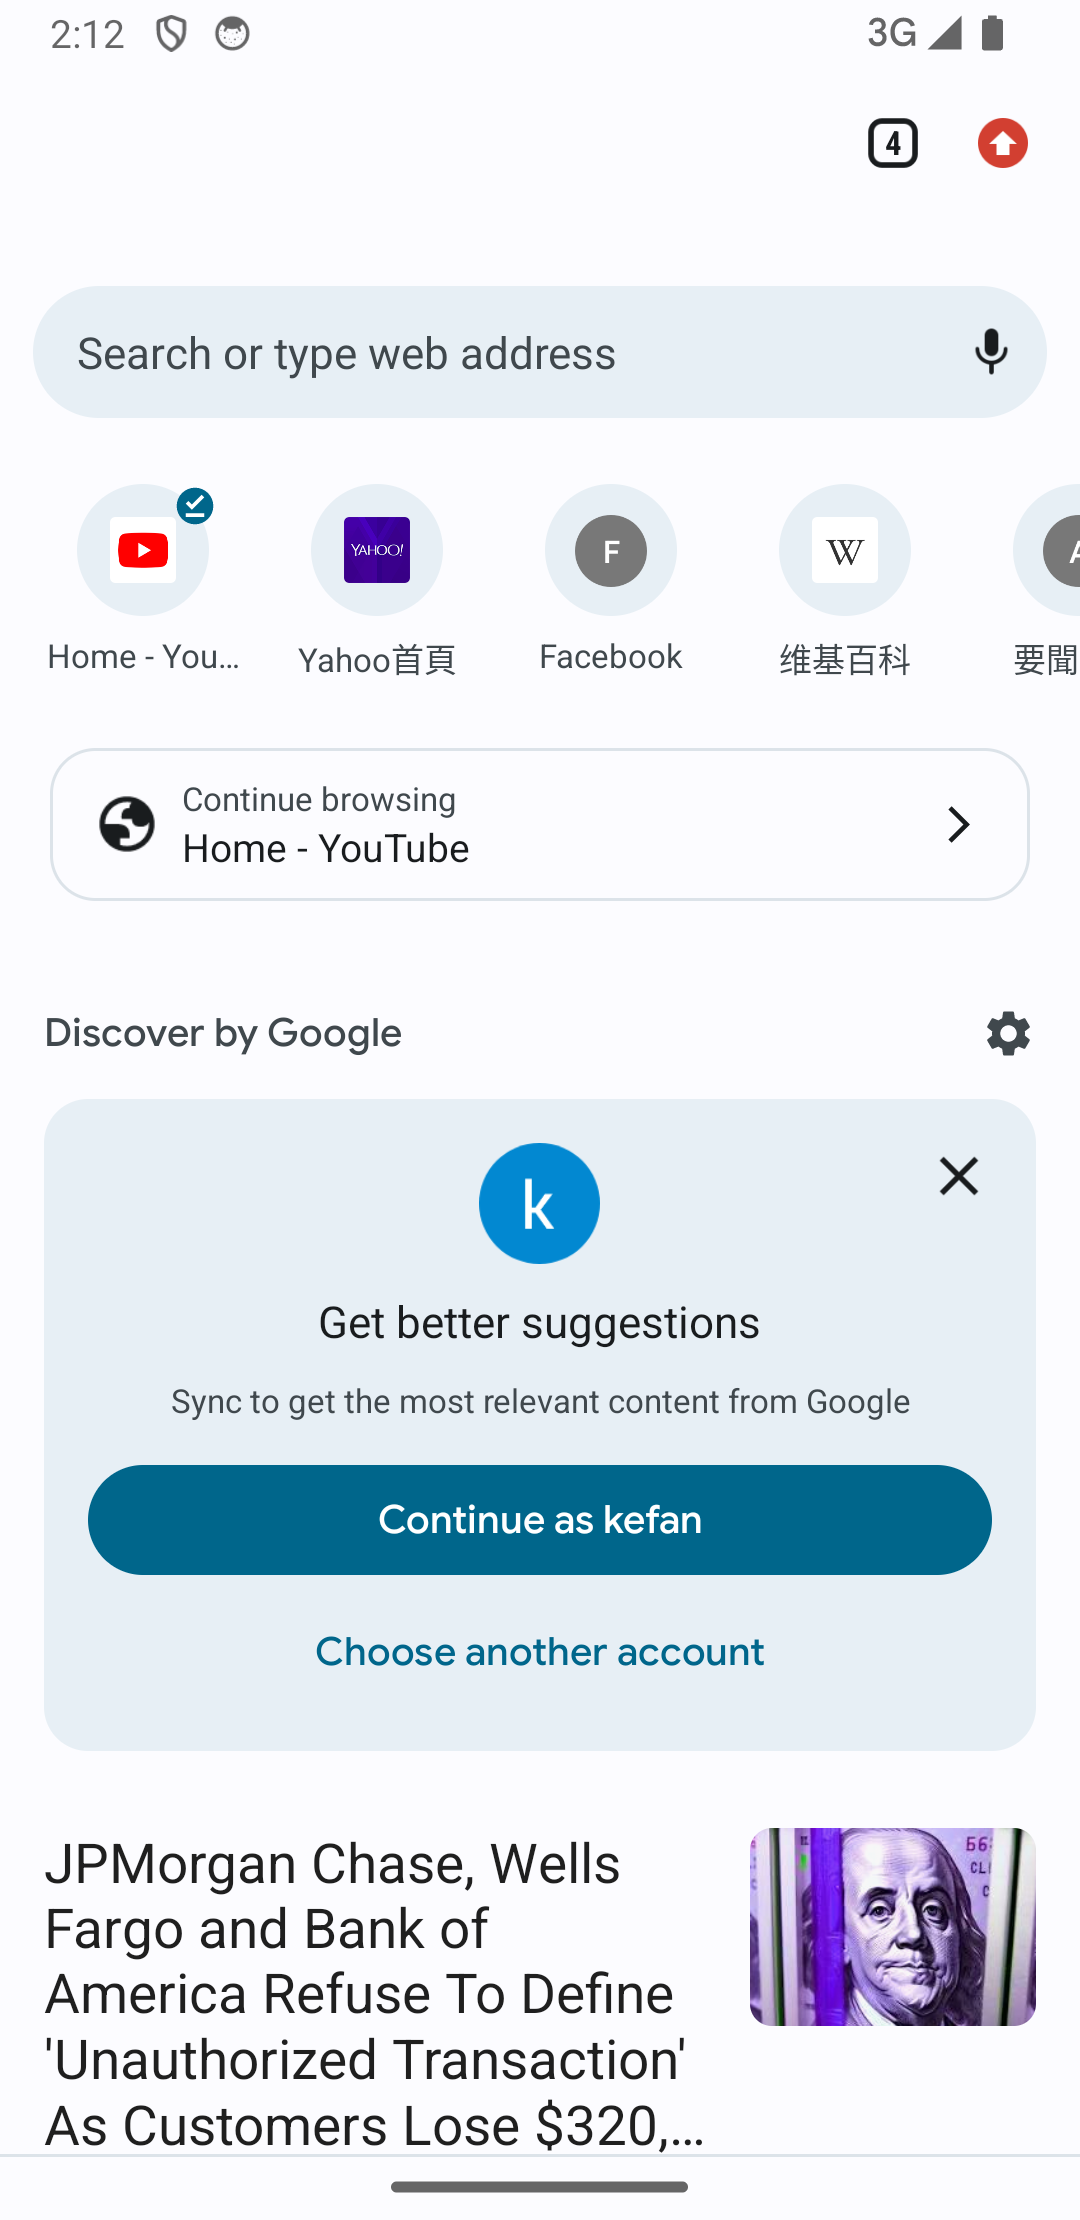 2:12
3G
4
Search or type web address
YAHOO!
F
W
Home - You...
Yahoo首頁
Facebook
维基百科
要聞
Continue browsing
Home - YouTube
Discover by Google
k
Get better suggestions
Sync to get the most relevant content from Google
Continue as kefan
Choose another account
JPMorgan Chase, Wells
Fargo and Bank of
America Refuse To Define
'Unauthorized Transaction'
As Customers Lose $320,...